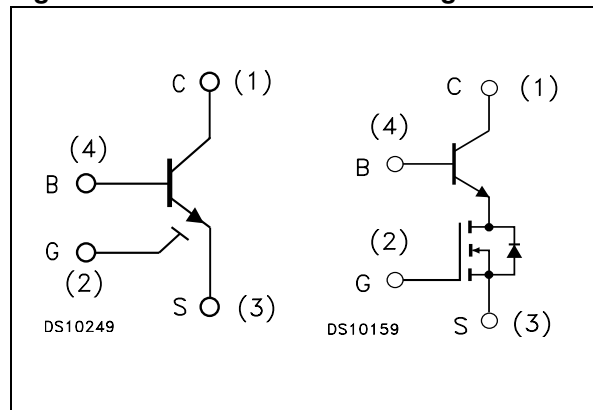 C (1)
(4)
B
G
(2)
S (3)
DS10249
C (1)
(4)
B
(2)
G
S (3)
DS10159